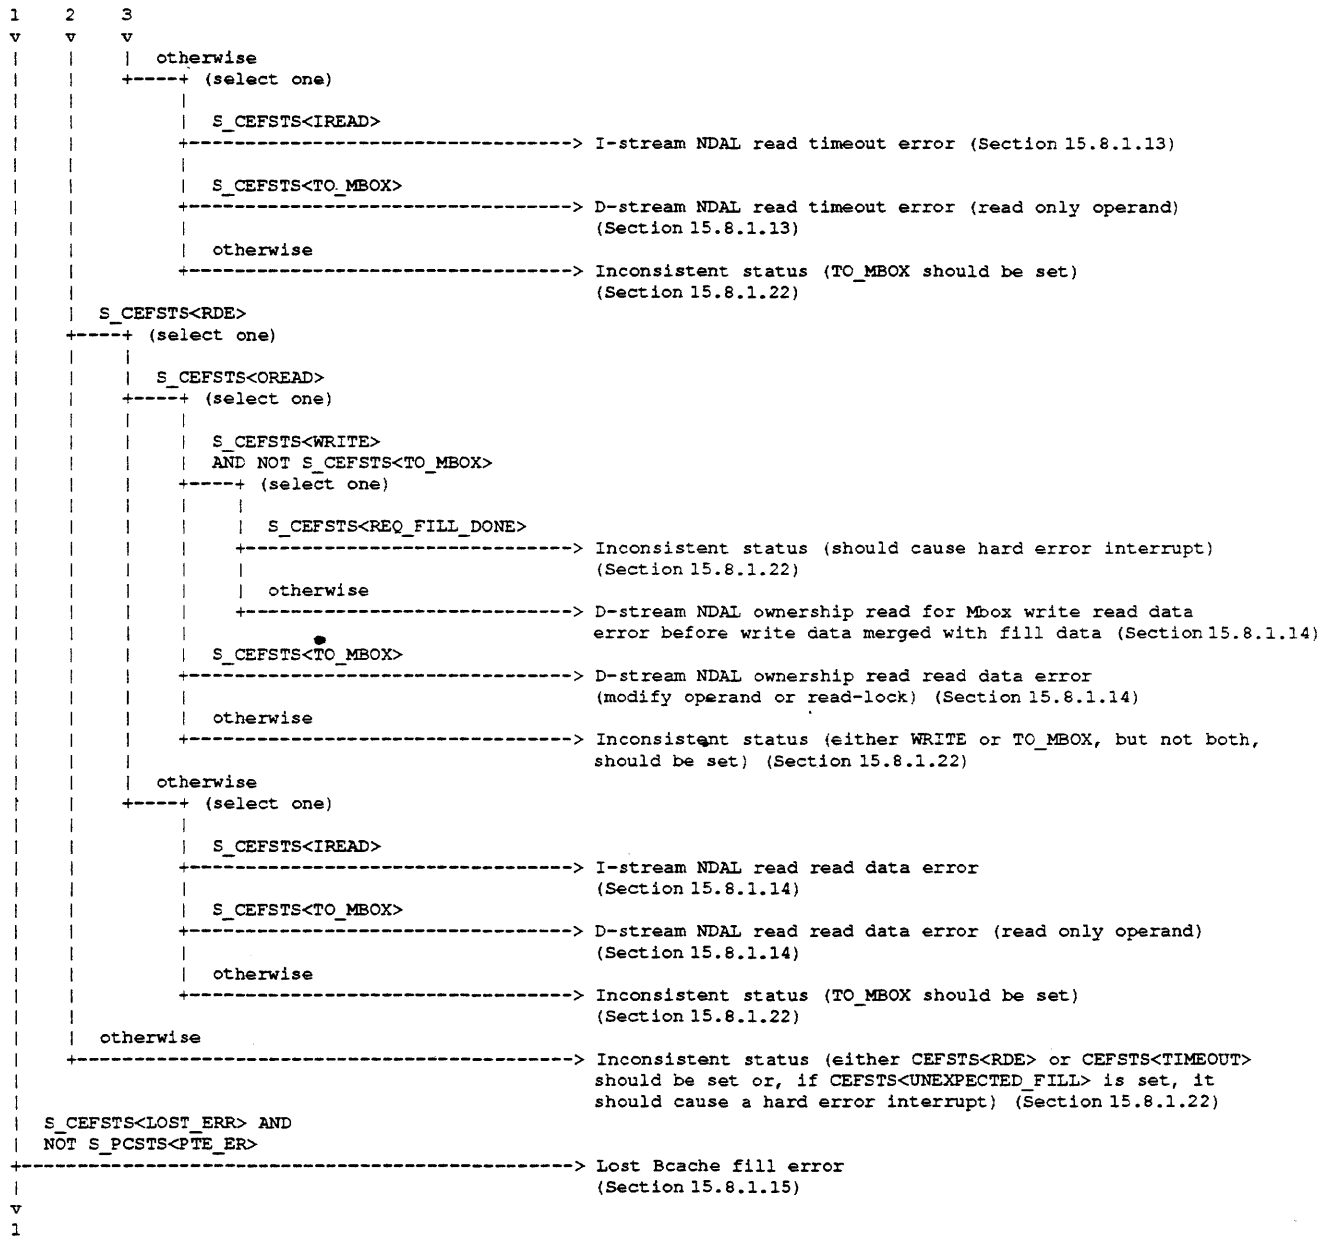 1 2 3
v v v
| | | otherwise
| | +----+ (select one)
| | |
| | | S_CEFSTS<IREAD>
| | +--------------------------------> I-stream NDAL read timeout error (Section 15.8.1.13)
| | |
| | | S_CEFSTS<TO_MBOX>
| | +--------------------------------> D-stream NDAL read timeout error (read only operand)
| | | (Section 15.8.1.13)
| | | otherwise
| | +--------------------------------> Inconsistent status (TO_MBOX should be set)
| | (Section 15.8.1.22)
| | S_CEFSTS<RDE>
| +----+ (select one)
| | |
| | | S_CEFSTS<OREAD>
| | +----+ (select one)
| | | |
| | | | S_CEFSTS<WRITE>
| | | | AND NOT S_CEFSTS<TO_MBOX>
| | | +----+ (select one)
| | | | |
| | | | | S_CEFSTS<REQ_FILL_DONE>
| | | | +---------------------------> Inconsistent status (should cause hard error interrupt)
| | | | | (Section 15.8.1.22)
| | | | | otherwise
| | | | +---------------------------> D-stream NDAL ownership read for Mbox write read data
| | | | error before write data merged with fill data (Section 15.8.1.14)
| | | | S_CEFSTS<TO_MBOX>
| | | +--------------------------------> D-stream NDAL ownership read read data error
| | | | (modify operand or read-lock) (Section 15.8.1.14)
| | | | otherwise
| | | +--------------------------------> Inconsistent status (either WRITE or TO_MBOX, but not both,
| | | should be set) (Section 15.8.1.22)
| | | otherwise
| | +----+ (select one)
| | |
| | | S_CEFSTS<IREAD>
| | +--------------------------------> I-stream NDAL read read data error
| | | (Section 15.8.1.14)
| | | S_CEFSTS<TO_MBOX>
| | +--------------------------------> D-stream NDAL read read data error (read only operand)
| | | (Section 15.8.1.14)
| | | otherwise
| | +--------------------------------> Inconsistent status (TO_MBOX should be set)
| | (Section 15.8.1.22)
| | otherwise
| +------------------------------------------> Inconsistent status (either CEFSTS<RDE> or CEFSTS<TIMEOUT>
| should be set or, if CEFSTS<UNEXPECTED_FILL> is set, it
| should cause a hard error interrupt) (Section 15.8.1.22)
| S_CEFSTS<LOST_ERR> AND
| NOT S_PCSTS<PTE_ER>
+-----------------------------------------------> Lost Bcache fill error
| (Section 15.8.1.15)
v
1